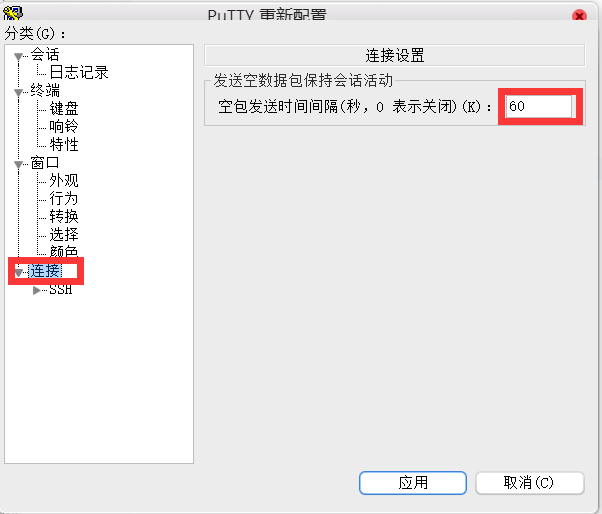 PuTTY 重新配置
分类(G)：
会话
日志记录
终端
键盘
响铃
特性
窗口
外观
行为
转换
选择
颜色
连接
SSH
连接设置
发送空数据包保持会话活动
空包发送时间间隔(秒，0 表示关闭)(K)： 60
应用 取消(C)